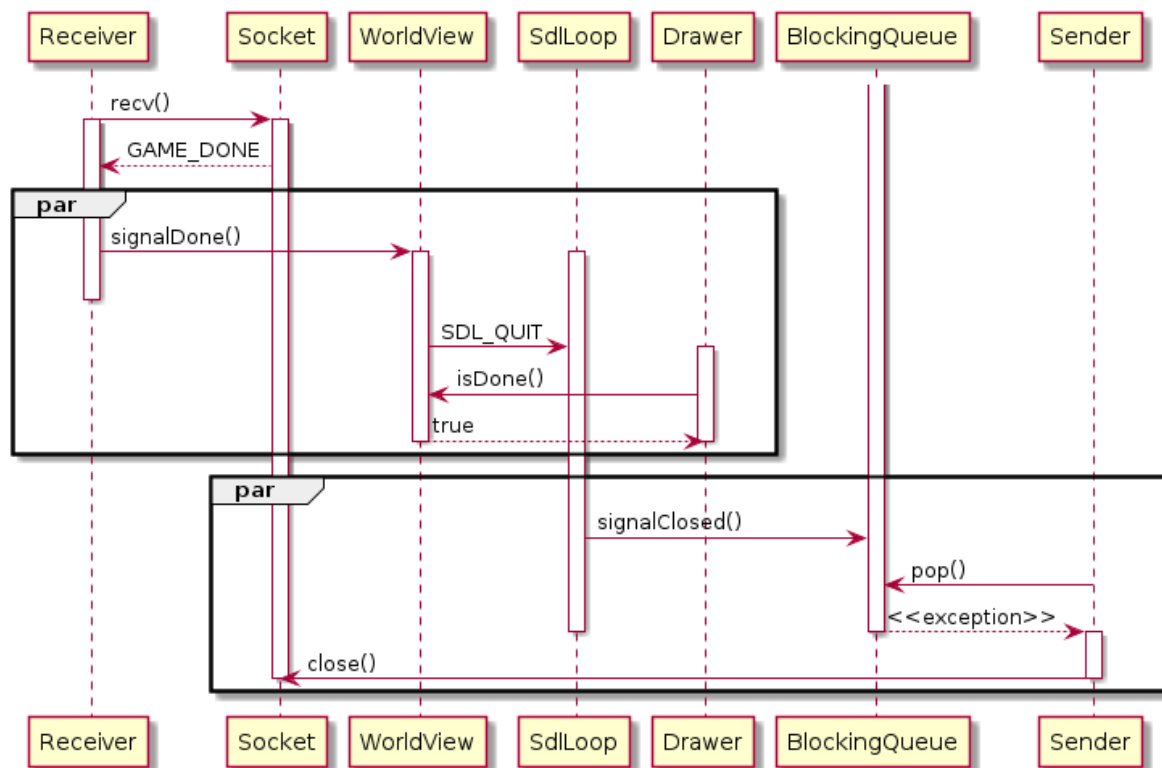 Receiver Socket WorldView SdlLoop Drawer BlockingQueue Sender
recv()
GAME_DONE
par
signalDone()
SDL_QUIT
isDone()
true
par
signalClosed()
pop()
<<exception>>
close()
Receiver Socket WorldView SdlLoop Drawer BlockingQueue Sender